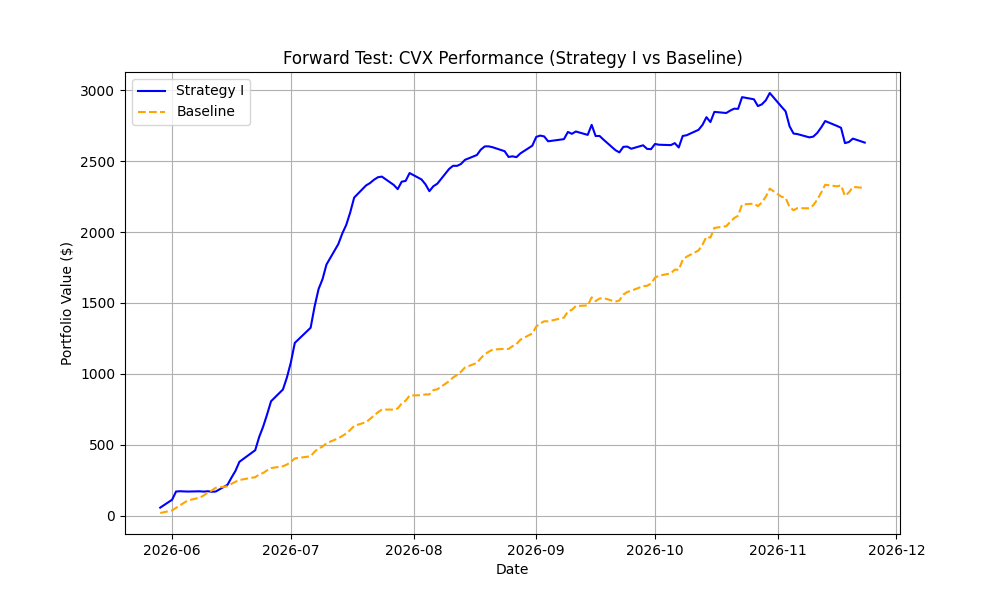 Forward Test: CVX Performance (Strategy I vs Baseline)
Strategy I
Baseline
Portfolio Value ($)
3000
2500
2000
1500
1000
500
0
2026-06 2026-07 2026-08 2026-09 2026-10 2026-11 2026-12
Date